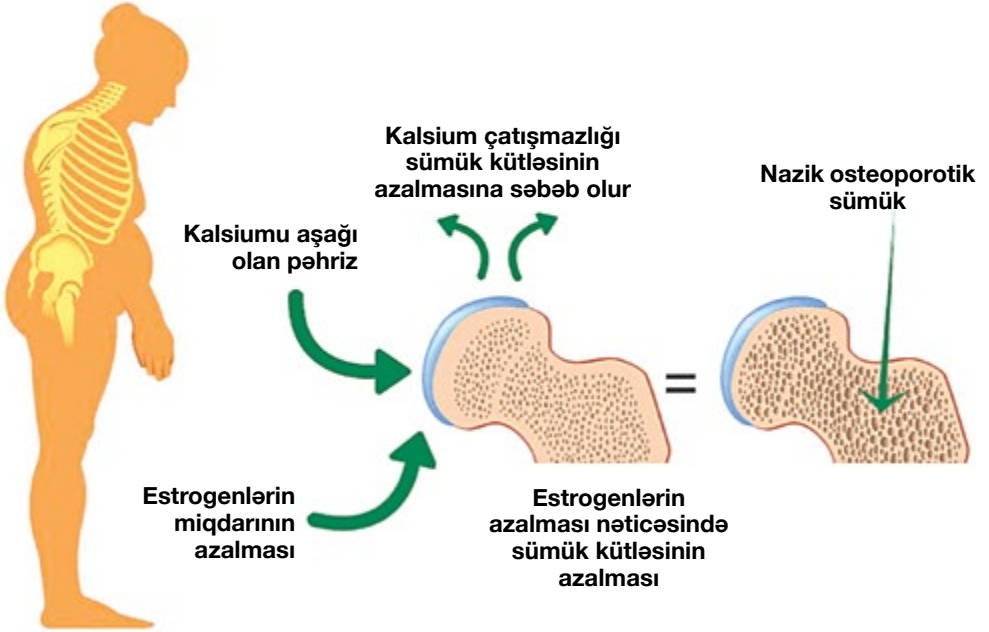 Kalsium çatışmazlığı
sümük kütləsinin
azalmasına səbəb olur
Nazik osteoporotik
sümük
Kalsiumu aşağı
olan pəhriz
=
Estrogenlərin
miqdarının
azalması
Estrogenlərin
azalması nəticəsində
sümük kütləsinin
azalması